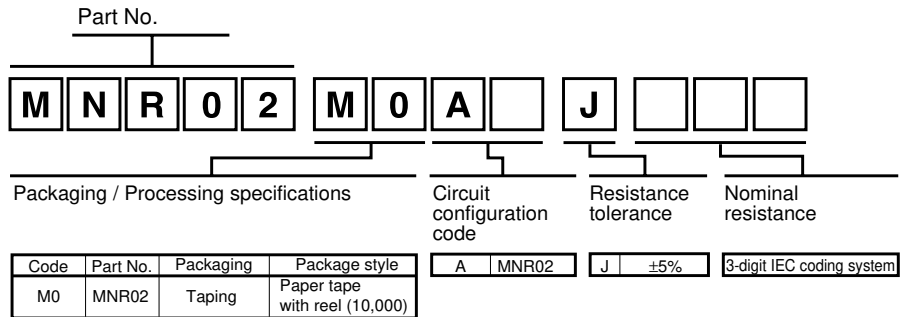 Part No.
M N R 0 2 M 0 A J
Packaging / Processing specifications
Circuit
configuration
code
Resistance
tolerance
Nominal
resistance
Code Part No. Packaging Package style
M0 MNR02 Taping Paper tape
with reel (10,000)
A MNR02
J ±5%
3-digit IEC coding system